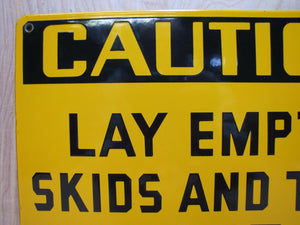 CAUTIO
LAY EMPT
SKIDS AND T